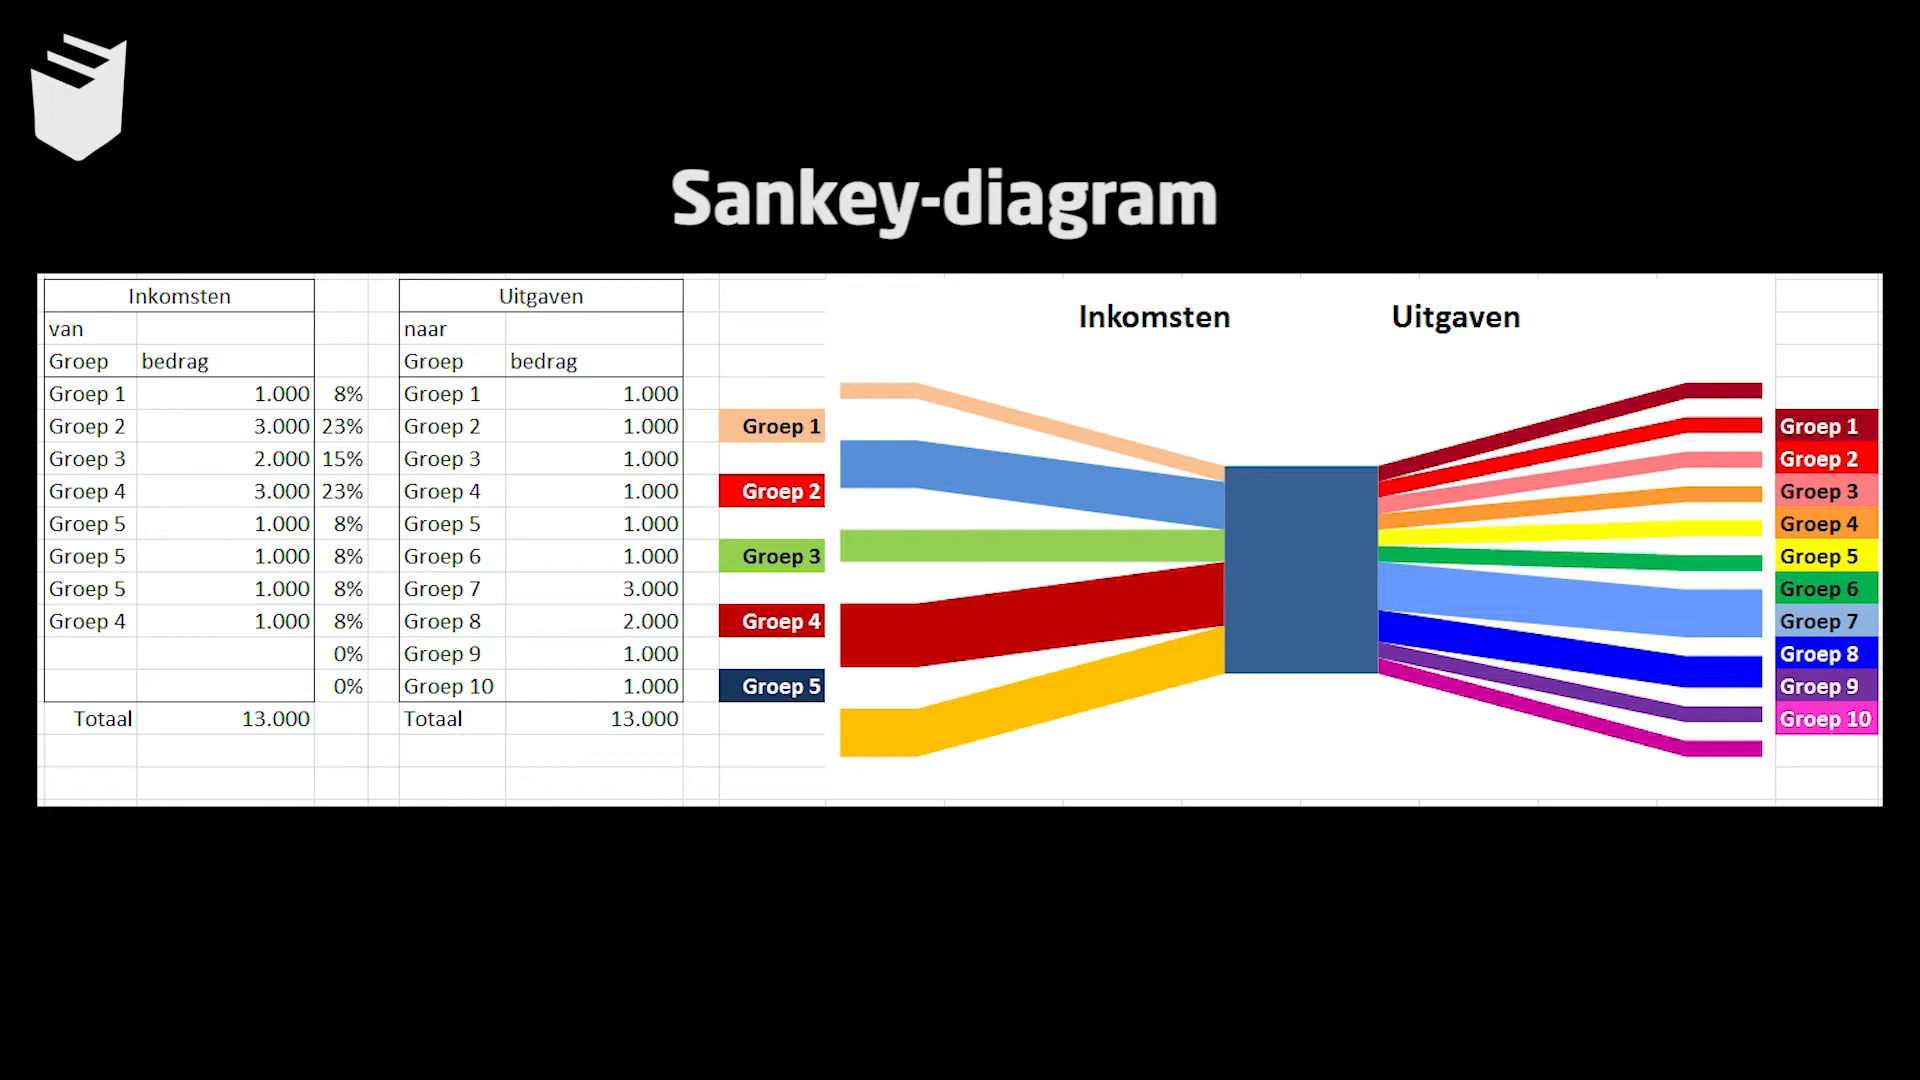 Sankey-diagram
Inkomsten Uitgaven
van naar
Groep bedrag Groep bedrag
Groep 1 1.000 8% Groep 1 1.000
Groep 2 3.000 23% Groep 2 1.000
Groep 3 2.000 15% Groep 3 1.000
Groep 4 3.000 23% Groep 4 1.000
Groep 5 1.000 8% Groep 5 1.000
Groep 5 1.000 8% Groep 6 1.000
Groep 5 1.000 8% Groep 7 3.000
Groep 4 1.000 8% Groep 8 2.000
0% Groep 9 1.000
0% Groep 10 1.000
Totaal 13.000 Totaal 13.000
Groep 1
Groep 2
Groep 3
Groep 4
Groep 5
Inkomsten Uitgaven
Groep 1
Groep 2
Groep 3
Groep 4
Groep 5
Groep 6
Groep 7
Groep 8
Groep 9
Groep 10